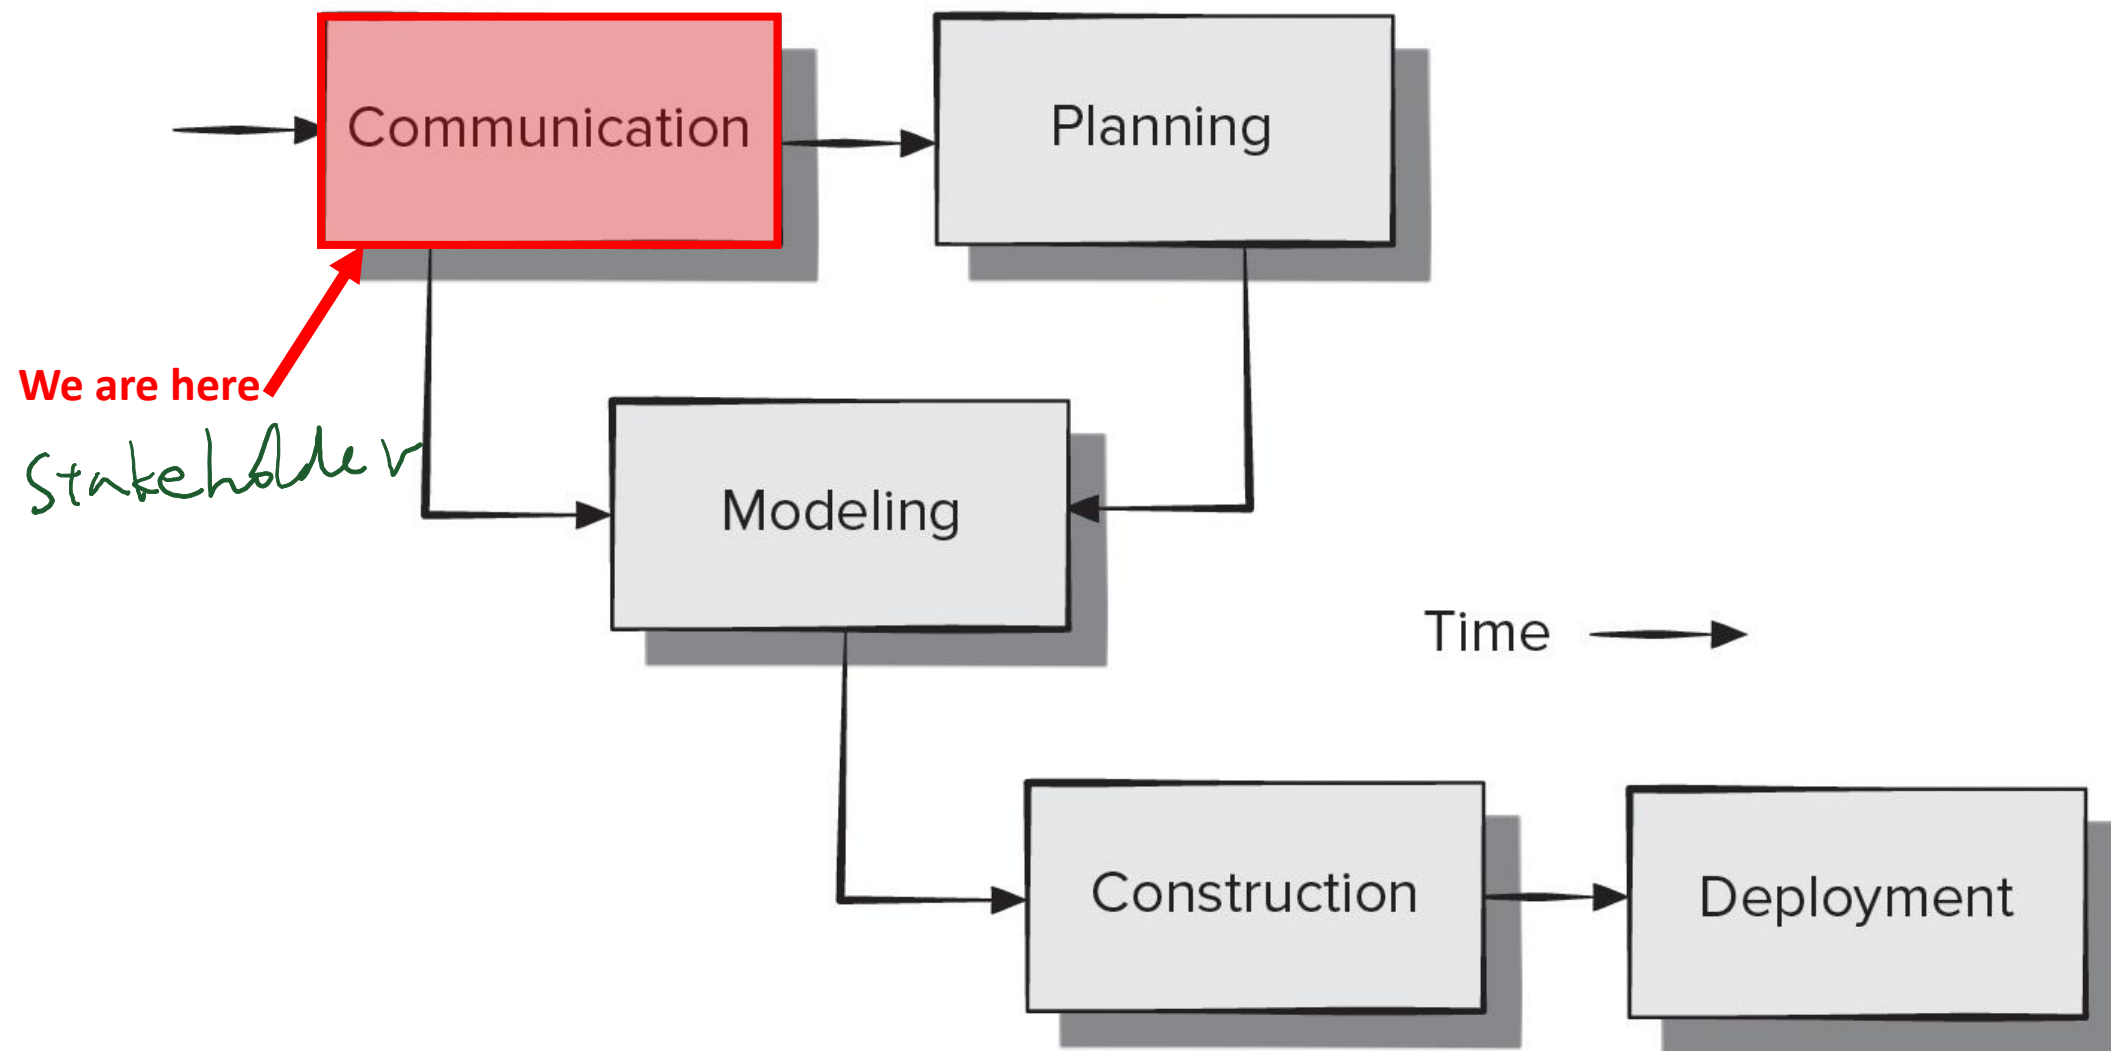 Communication
Planning
We are here
Stakeholder
Modeling
Time
Construction
Deployment